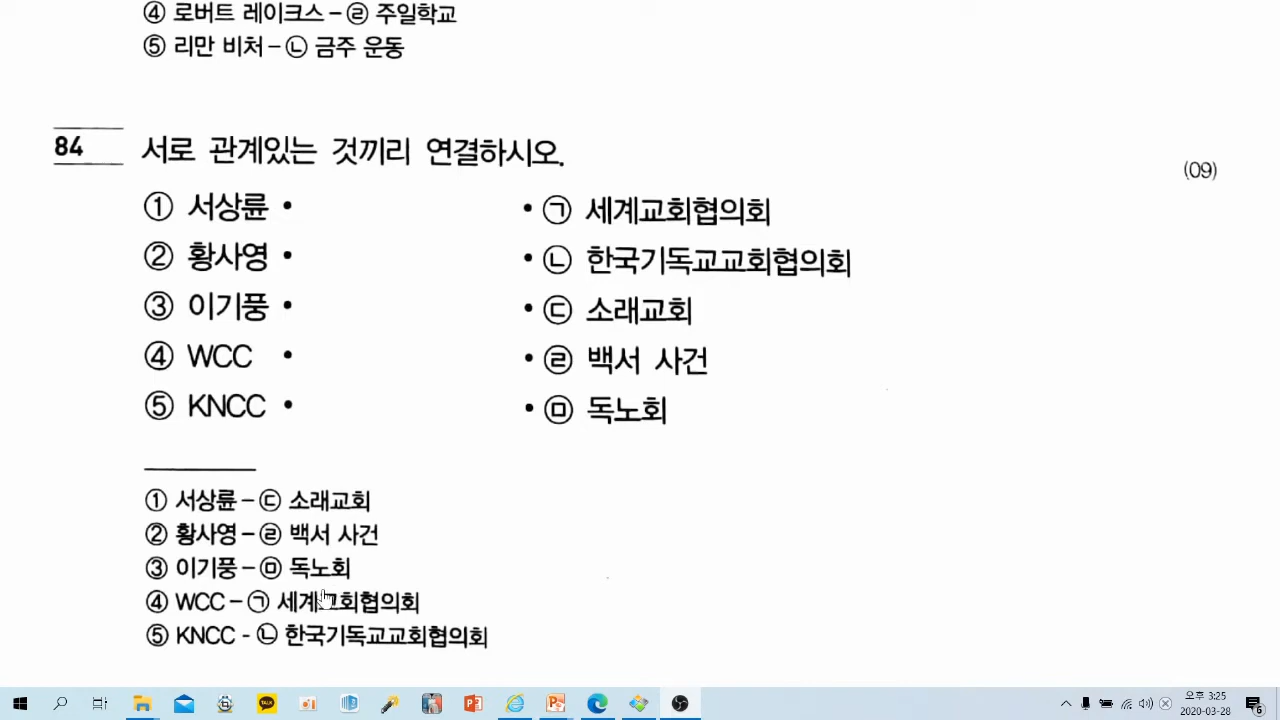 ④ 로버트 레이크스 – ㉣ 주일학교
⑤ 리만 비처 – ㉡ 금주 운동
84 서로 관계있는 것끼리 연결하시오.
(09)
① 서상륜 • • ㉠ 세계교회협의회
② 황사영 • • ㉡ 한국기독교교회협의회
③ 이기풍 • • ㉢ 소래교회
④ WCC • • ㉣ 백서 사건
⑤ KNCC • • ㉤ 독노회
① 서상륜 – ㉢ 소래교회
② 황사영 – ㉣ 백서 사건
③ 이기풍 – ㉤ 독노회
④ WCC – ㉠ 세계교회협의회
⑤ KNCC - ㉡ 한국기독교교회협의회
TALK
오후 3:25
2020-03-28
6